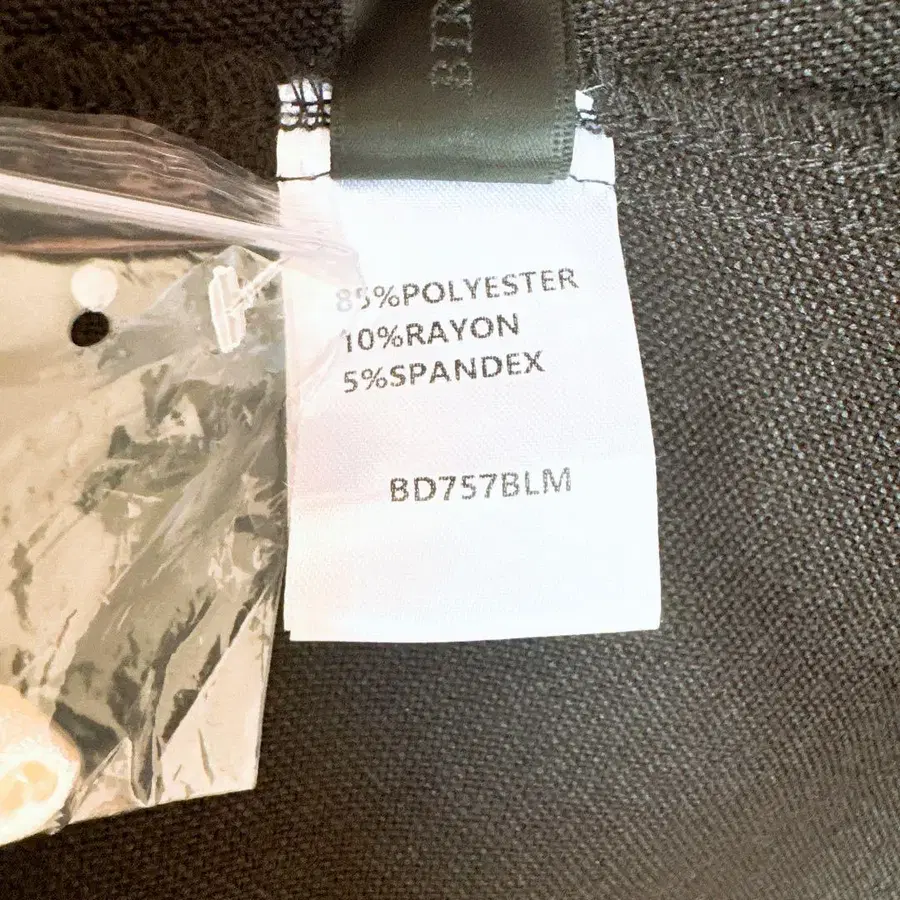 85%POLYESTER
10%RAYON
5%SPANDEX
BD757BLM